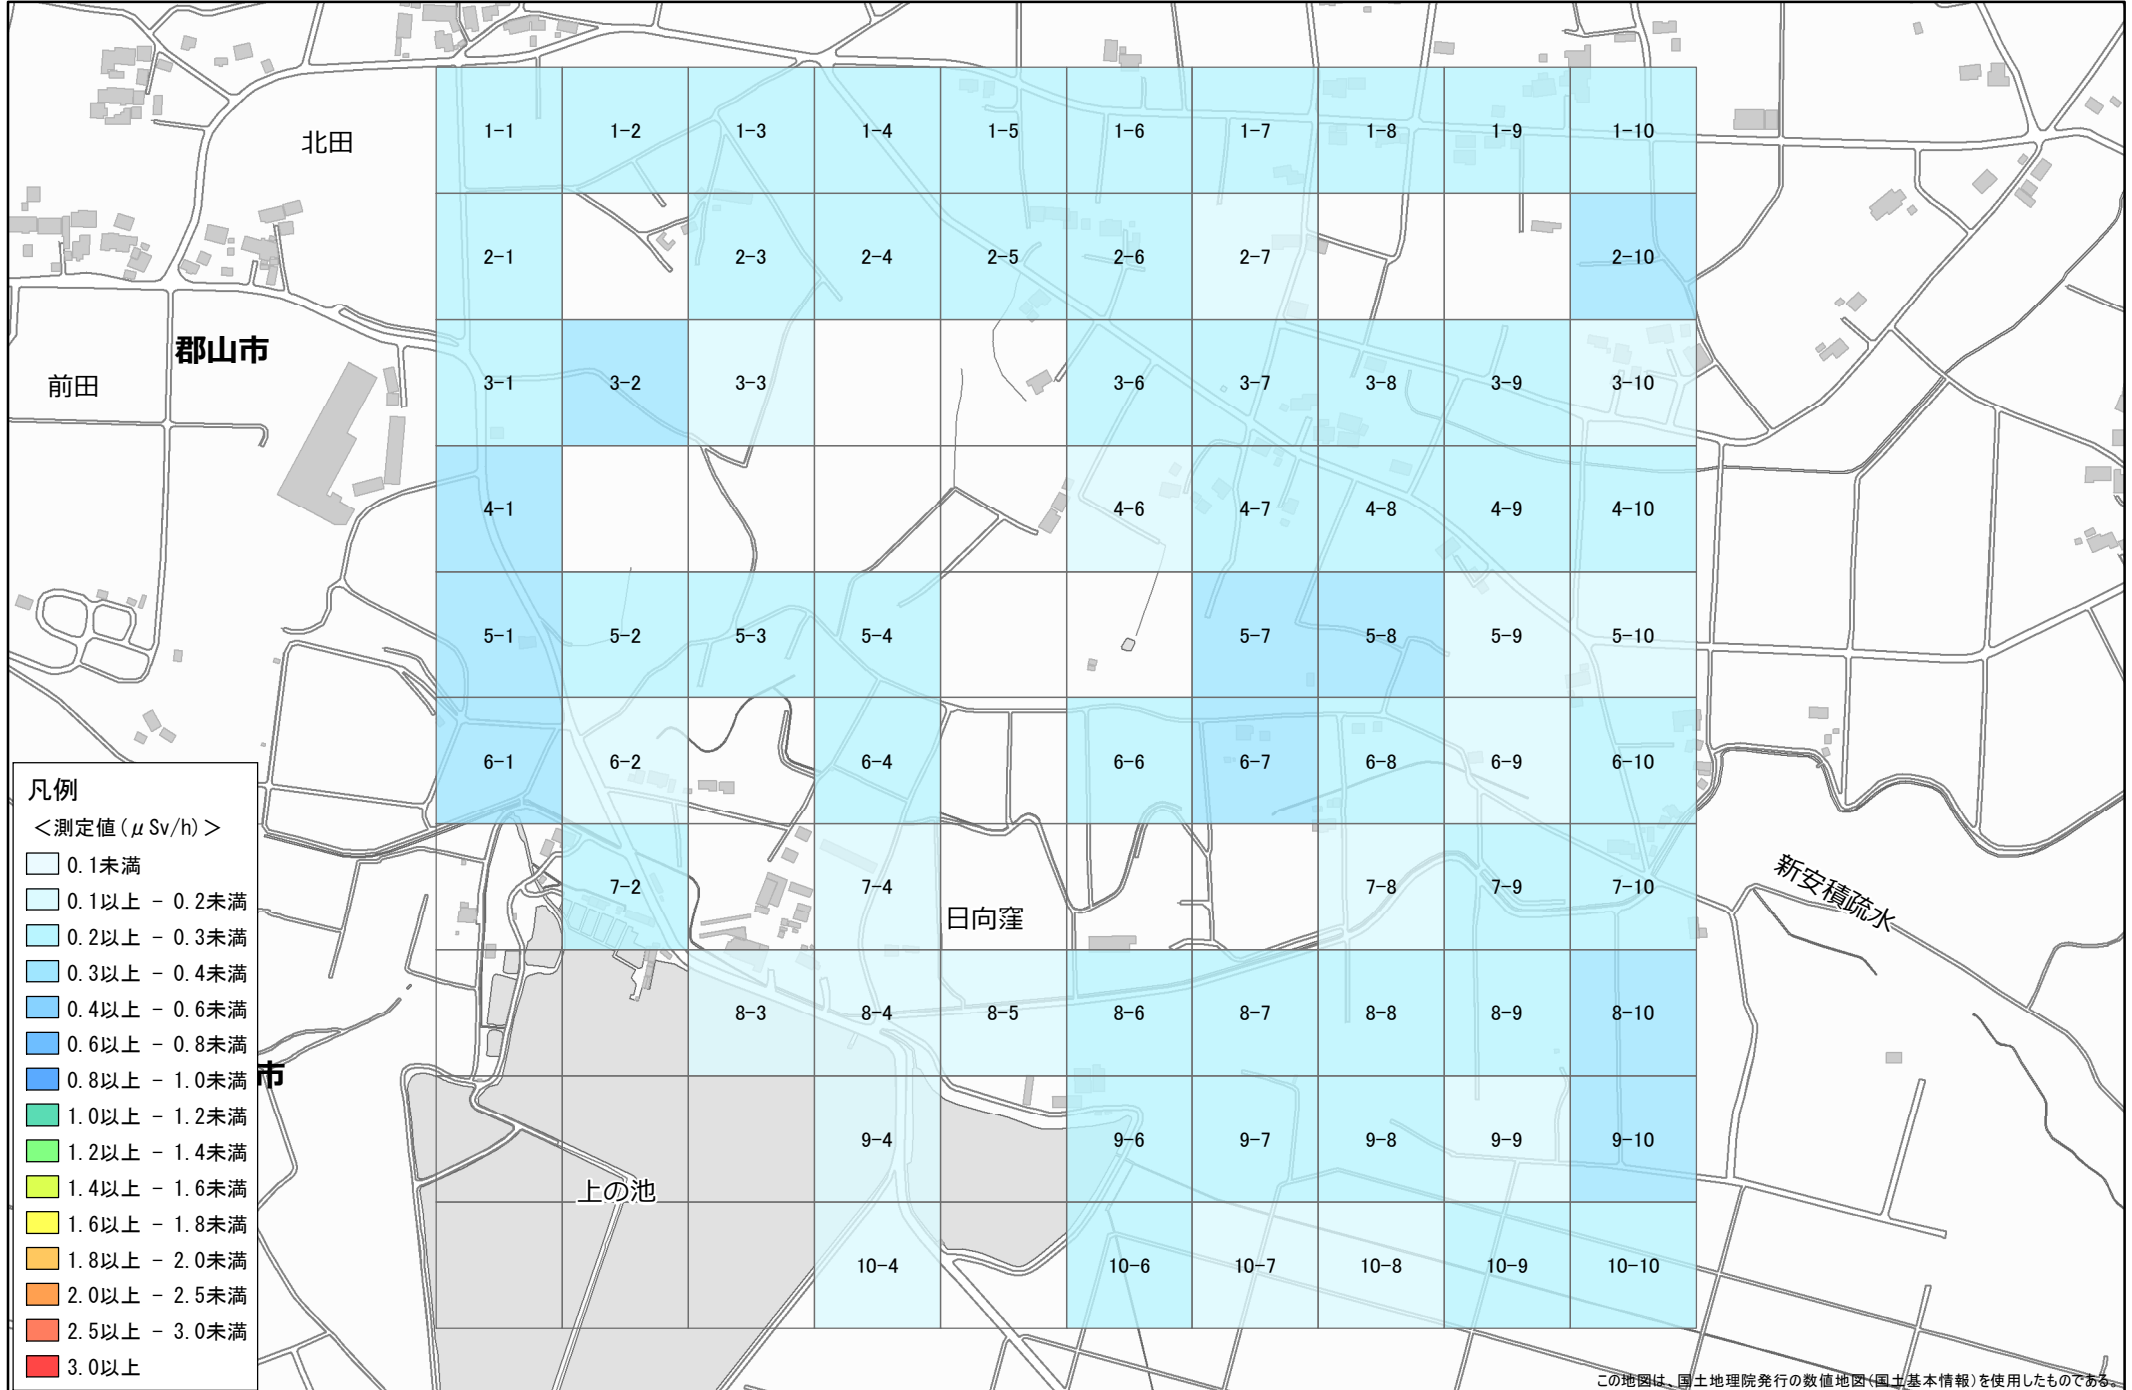 北田
1-1 1-2 1-3 1-4 1-5 1-6 1-7 1-8 1-9 1-10
2-1 2-3 2-4 2-5 2-6 2-7 2-10
郡山市
前田
3-1 3-2 3-3 3-6 3-7 3-8 3-9 3-10
4-1 4-6 4-7 4-8 4-9 4-10
5-1 5-2 5-3 5-4 5-7 5-8 5-9 5-10
6-1 6-2 6-4 6-6 6-7 6-8 6-9 6-10
7-2 7-4 7-8 7-9 7-10
日向窪
新安積疏水
8-3 8-4 8-5 8-6 8-7 8-8 8-9 8-10
市
9-4 9-6 9-7 9-8 9-9 9-10
上の池
10-4 10-6 10-7 10-8 10-9 10-10
凡例
＜測定値(μSv/h)＞
0.1未満
0.1以上 - 0.2未満
0.2以上 - 0.3未満
0.3以上 - 0.4未満
0.4以上 - 0.6未満
0.6以上 - 0.8未満
0.8以上 - 1.0未満
1.0以上 - 1.2未満
1.2以上 - 1.4未満
1.4以上 - 1.6未満
1.6以上 - 1.8未満
1.8以上 - 2.0未満
2.0以上 - 2.5未満
2.5以上 - 3.0未満
3.0以上
この地図は、国土地理院発行の数値地図(国土基本情報)を使用したものである。